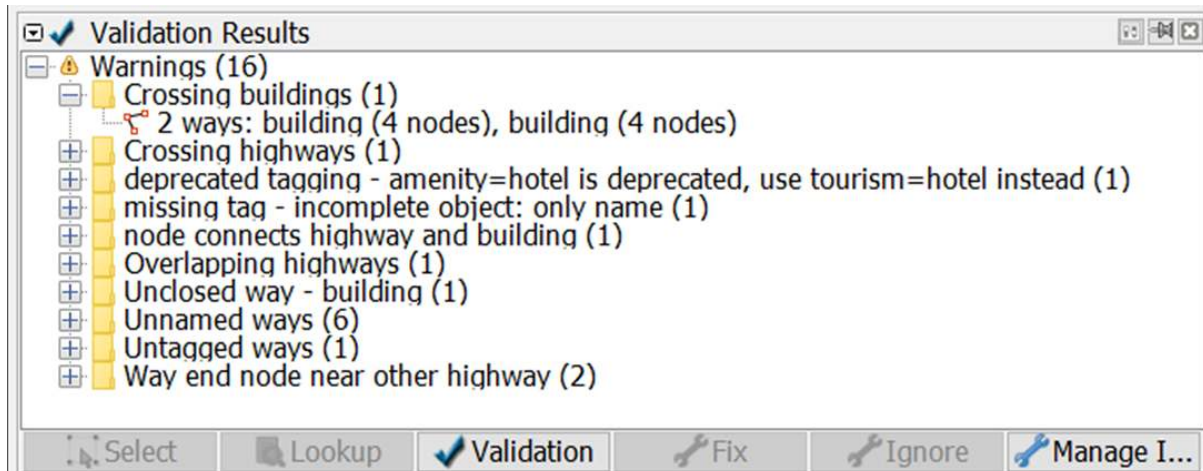 Validation Results
Warnings (16)
Crossing buildings (1)
2 ways: building (4 nodes), building (4 nodes)
Crossing highways (1)
deprecated tagging - amenity=hotel is deprecated, use tourism=hotel instead (1)
missing tag - incomplete object: only name (1)
node connects highway and building (1)
Overlapping highways (1)
Unclosed way - building (1)
Unnamed ways (6)
Untagged ways (1)
Way end node near other highway (2)
Select Lookup Validation Fix Ignore Manage I...